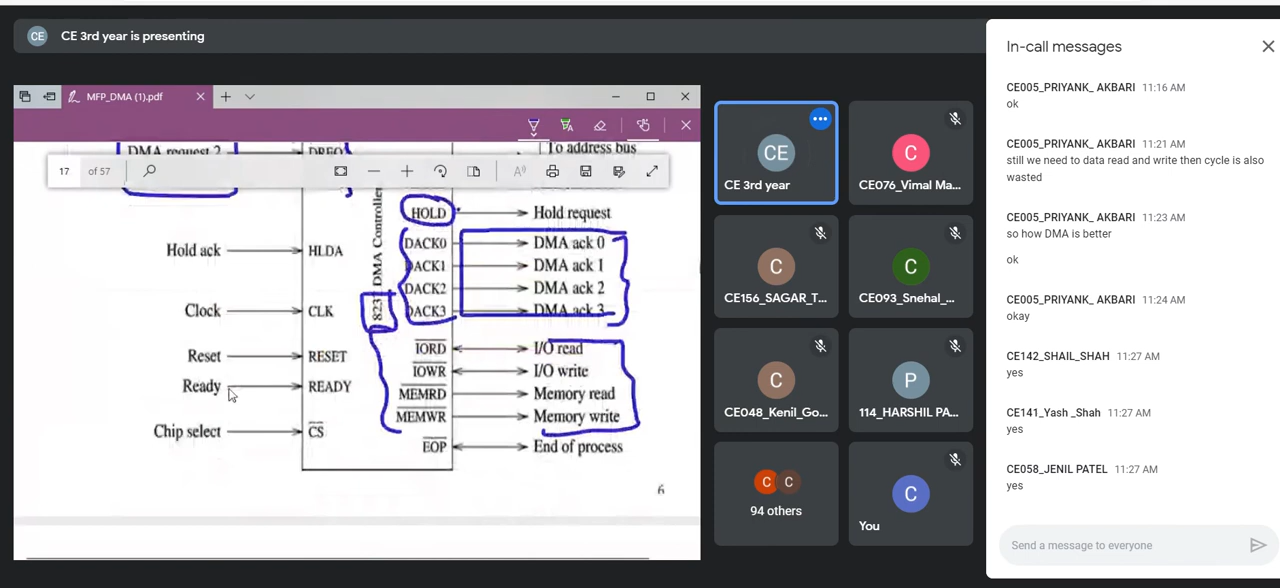 CE
CE 3rd year is presenting
MFP_DMA (1).pdf
17 of 57
DMA request 2
DREQ
To address bus
8237 DMA Controller
HOLD
Hold request
Hold ack
HLDA
DACK0
DMA ack 0
DACK1
DMA ack 1
DACK2
DMA ack 2
Clock
CLK
DACK3
DMA ack 3
Reset
RESET
IORD
I/O read
Ready
READY
IOWR
I/O write
MEMRD
Memory read
Chip select
CS
MEMWR
Memory write
EOP
End of process
6
CE
CE 3rd year
C
CE076_Vimal Ma...
C
CE156_SAGAR_T...
C
CE093_Snehal_...
C
CE048_Kenil_Go...
P
114_HARSHIL PA...
C C
94 others
C
You
In-call messages
CE005_PRIYANK_ AKBARI 11:16 AM
ok
CE005_PRIYANK_ AKBARI 11:21 AM
still we need to data read and write then cycle is also
wasted
CE005_PRIYANK_ AKBARI 11:23 AM
so how DMA is better
ok
CE005_PRIYANK_ AKBARI 11:24 AM
okay
CE142_SHAIL_SHAH 11:27 AM
yes
CE141_Yash _Shah 11:27 AM
yes
CE058_JENIL PATEL 11:27 AM
yes
Send a message to everyone